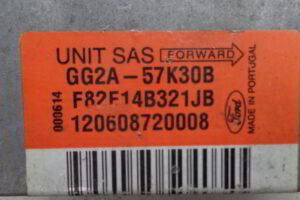 UNIT SAS FORWARD
GG2A-57K30B
F82F14B321JB
120608720008
000614
Ford
MADE IN PORTUGAL